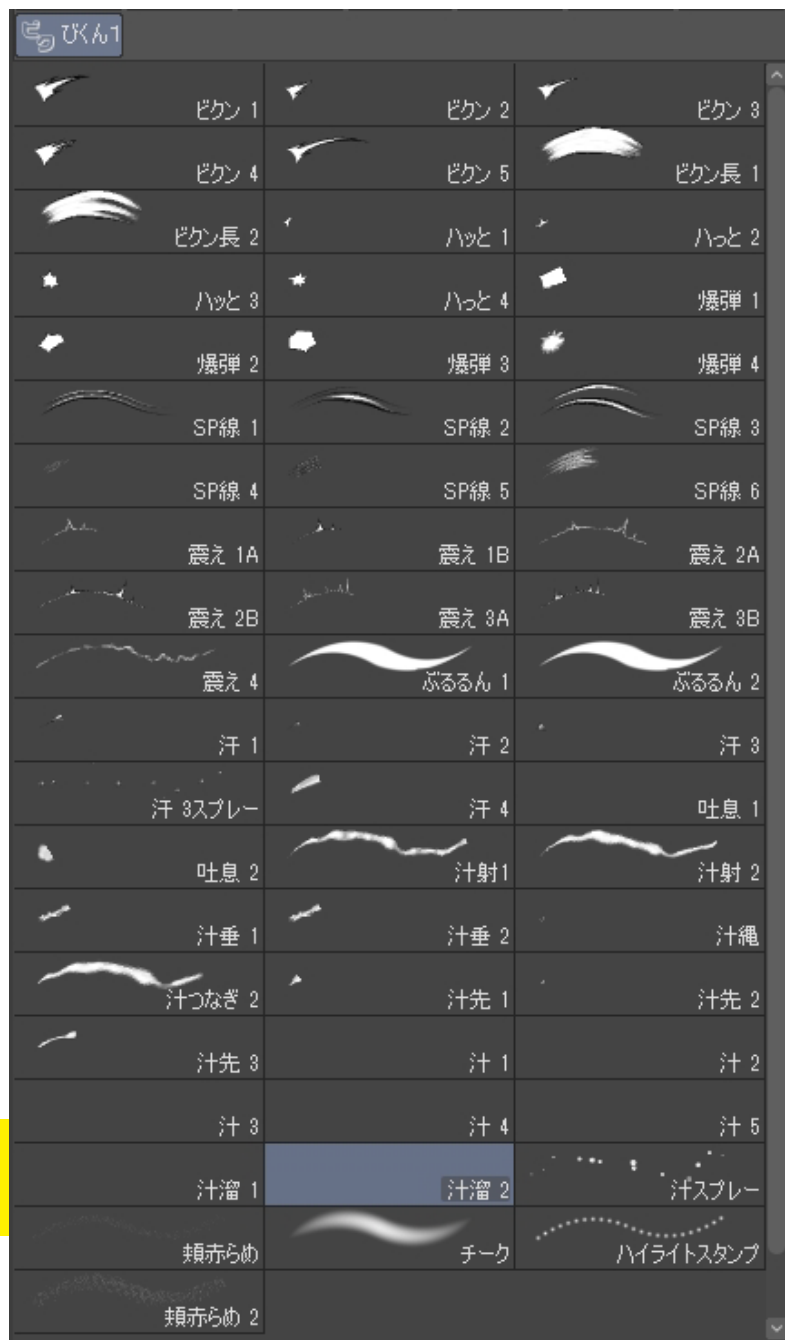 びくん1
ビクン 1 ビクン 2 ビクン 3
ビクン 4 ビクン 5 ビクン長 1
ビクン長 2 ハッと 1 ハっと 2
ハッと 3 ハっと 4 爆弾 1
爆弾 2 爆弾 3 爆弾 4
SP線 1 SP線 2 SP線 3
SP線 4 SP線 5 SP線 6
震え 1A 震え 1B 震え 2A
震え 2B 震え 3A 震え 3B
震え 4 ぶるるん 1 ぶるるん 2
汗 1 汗 2 汗 3
汗 3スプレー 汗 4 吐息 1
吐息 2 汁射1 汁射 2
汁垂 1 汁垂 2 汁縄
汁つなぎ 2 汁先 1 汁先 2
汁先 3 汁 1 汁 2
汁 3 汁 4 汁 5
汁溜 1 汁溜 2 汁スプレー
頬赤らめ チーク ハイライトスタンプ
頬赤らめ 2